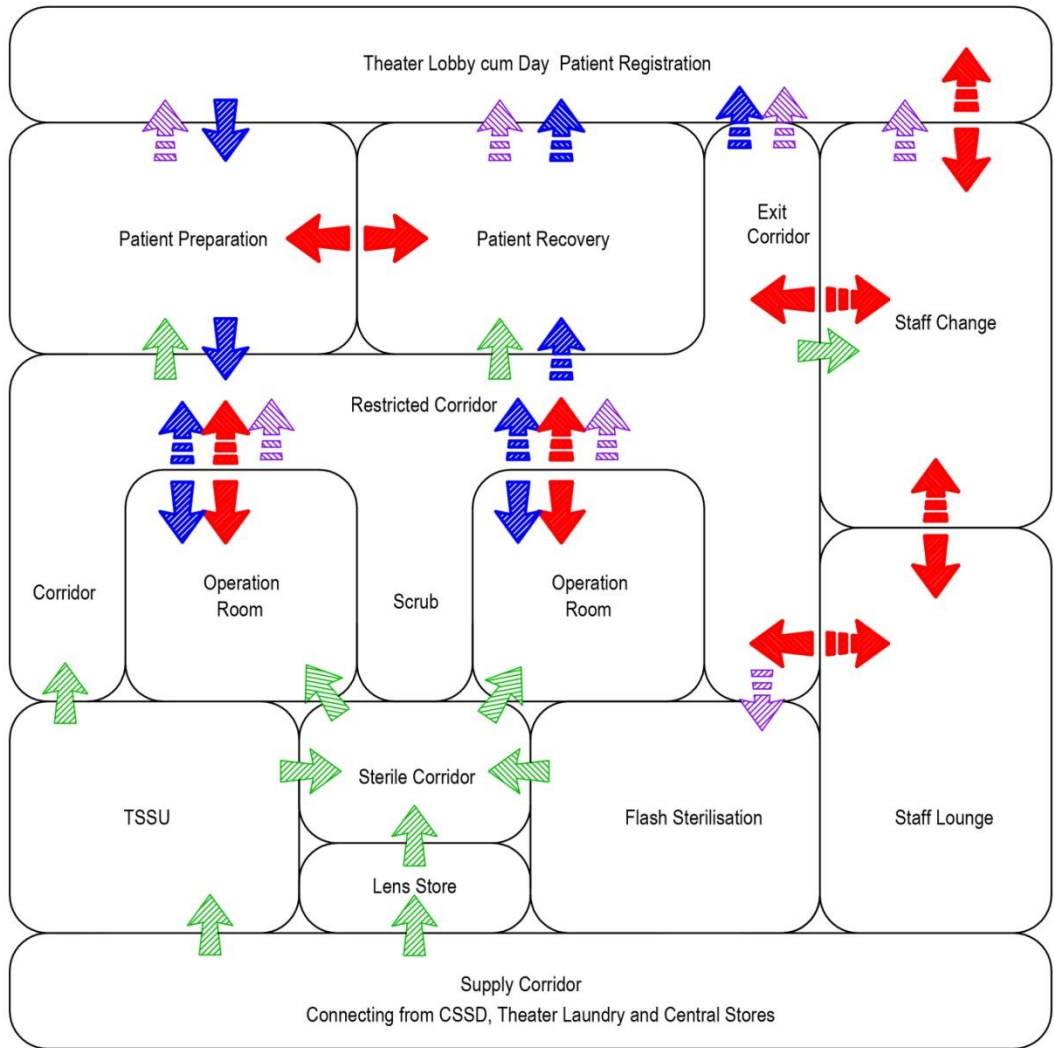 Theater Lobby cum Day Patient Registration
Patient Preparation
Patient Recovery
Exit
Corridor
Staff Change
Restricted Corridor
Corridor
Operation
Room
Scrub
Operation
Room
Sterile Corridor
TSSU
Flash Sterilisation
Staff Lounge
Lens Store
Supply Corridor
Connecting from CSSD, Theater Laundry and Central Stores